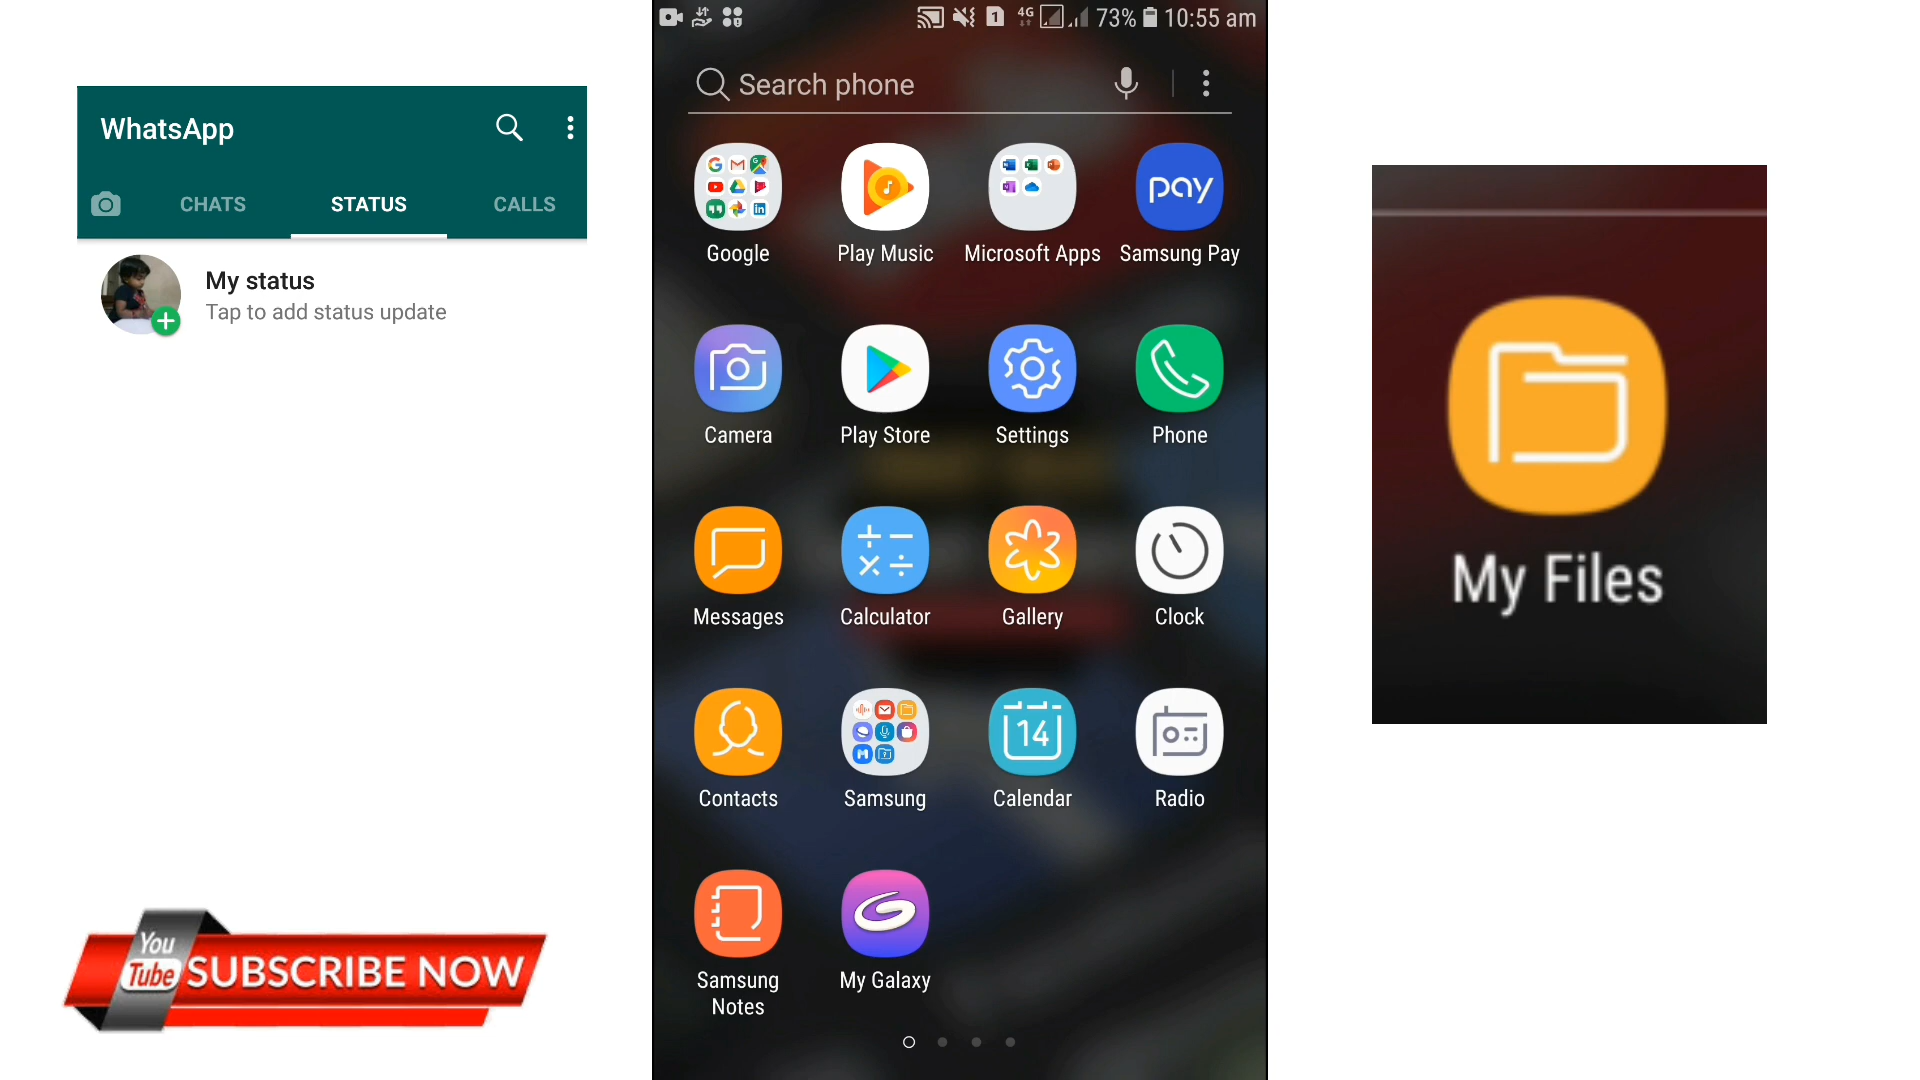 WhatsApp
CHATS STATUS CALLS
My status
Tap to add status update
You
Tube SUBSCRIBE NOW
4G 1 73% 10:55 am
Search phone
Google Play Music Microsoft Apps Samsung Pay
pay
Camera Play Store Settings Phone
Messages Calculator Gallery Clock
14
Contacts Samsung Calendar Radio
Samsung My Galaxy
Notes
My Files